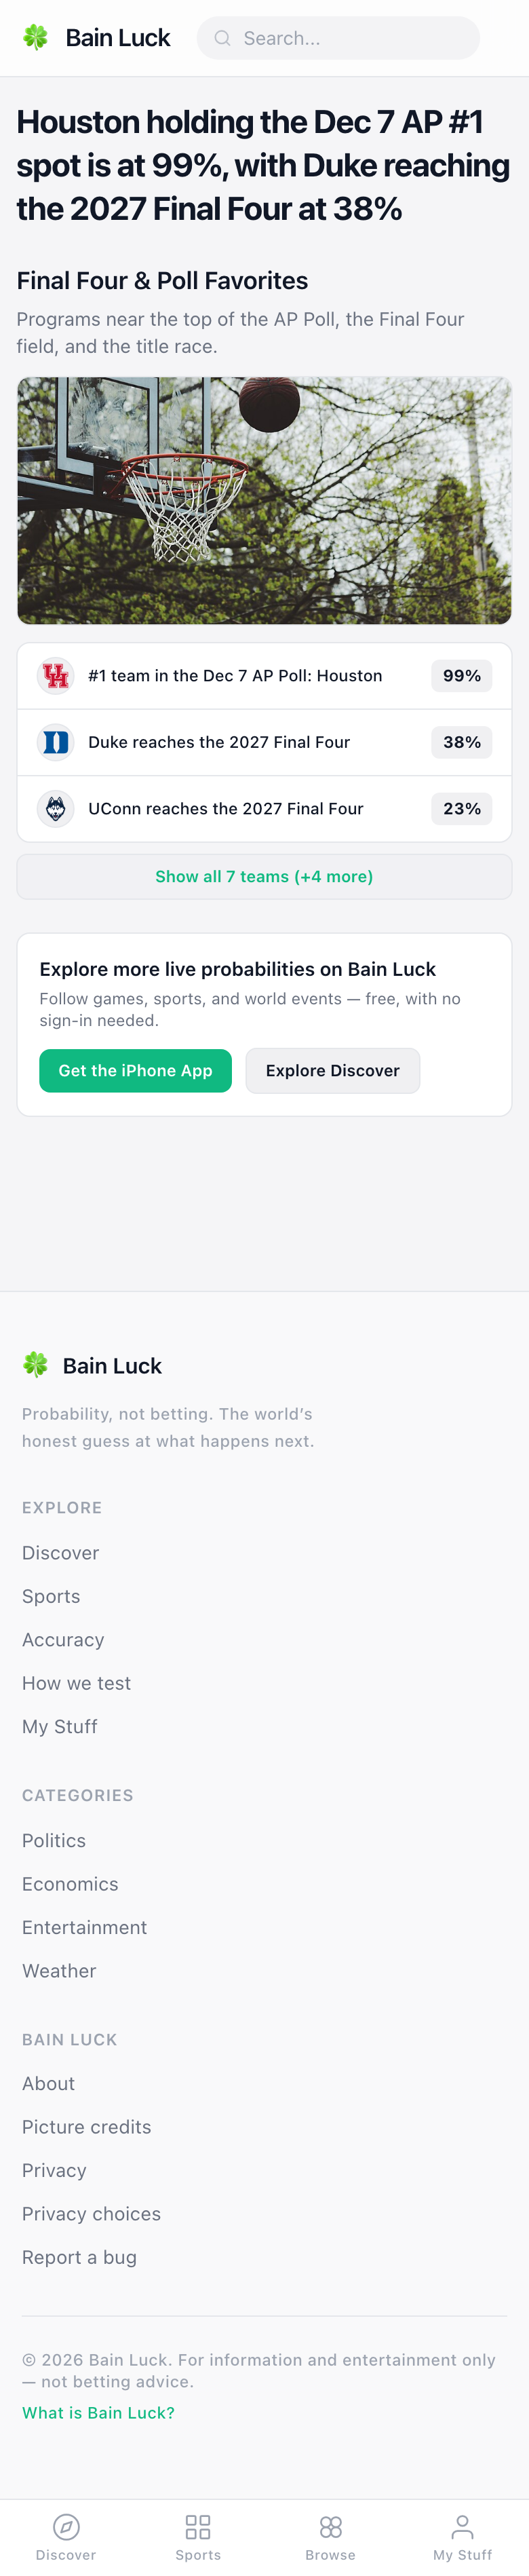 Bain Luck
Search...
Houston holding the Dec 7 AP #1
spot is at 99%, with Duke reaching
the 2027 Final Four at 38%
Final Four & Poll Favorites
Programs near the top of the AP Poll, the Final Four
field, and the title race.
#1 team in the Dec 7 AP Poll: Houston
99%
Duke reaches the 2027 Final Four
38%
UConn reaches the 2027 Final Four
23%
Show all 7 teams (+4 more)
Explore more live probabilities on Bain Luck
Follow games, sports, and world events — free, with no
sign-in needed.
Get the iPhone App
Explore Discover
Bain Luck
Probability, not betting. The world's
honest guess at what happens next.
EXPLORE
Discover
Sports
Accuracy
How we test
My Stuff
CATEGORIES
Politics
Economics
Entertainment
Weather
BAIN LUCK
About
Picture credits
Privacy
Privacy choices
Report a bug
© 2026 Bain Luck. For information and entertainment only
— not betting advice.
What is Bain Luck?
Discover
Sports
Browse
My Stuff